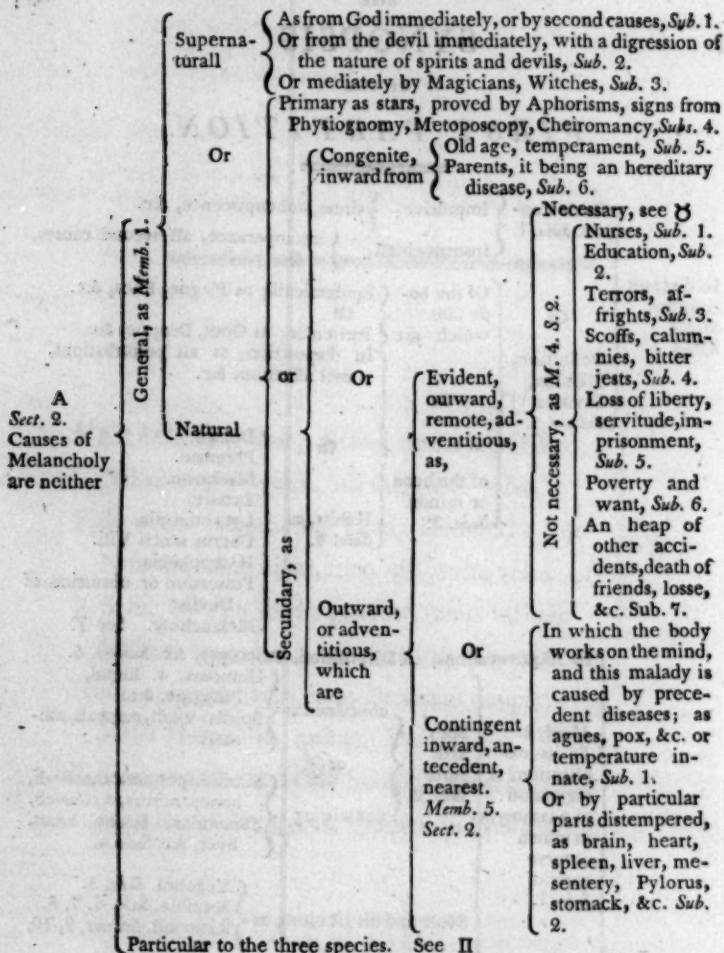 As from God immediately, or by second causes, Sub. 1.
Or from the devil immediately, with a digression of
the nature of spirits and devils, Sub. 2.
Or mediately by Magicians, Witches, Sub. 3.
Superna-
turall
Or
Primary as stars, proved by Aphorisms, signs from
Physiognomy, Metoposcopy, Cheiromancy, Subs. 4.
Congenite,
inward from
Old age, temperament, Sub. 5.
Parents, it being an hereditary
disease, Sub. 6.
A
Sect. 2.
Causes of
Melancholy
are neither
General, as Memb. 1.
Natural
or
Secundary, as
Or
Outward,
or adven-
titious,
which
are
Evident,
outward,
remote, ad-
ventitious,
as,
Necessary, see ♉
Not necessary, as M. 4. S. 2.
Nurses, Sub. 1.
Education, Sub.
2.
Terrors, af-
frights, Sub. 3.
Scoffs, calum-
nies, bitter
jests, Sub. 4.
Loss of liberty,
servitude, im-
prisonment,
Sub. 5.
Poverty and
want, Sub. 6.
An heap of
other acci-
dents, death of
friends, losse,
&c. Sub. 7.
Or
Contingent
inward, an-
tecedent,
nearest.
Memb. 5.
Sect. 2.
In which the body
works on the mind,
and this malady is
caused by prece-
dent diseases; as
agues, pox, &c. or
temperature in-
nate, Sub. 1.
Or by particular
parts distempered,
as brain, heart,
spleen, liver, me-
sentery, Pylorus,
stomack, &c. Sub.
2.
Particular to the three species. See Π